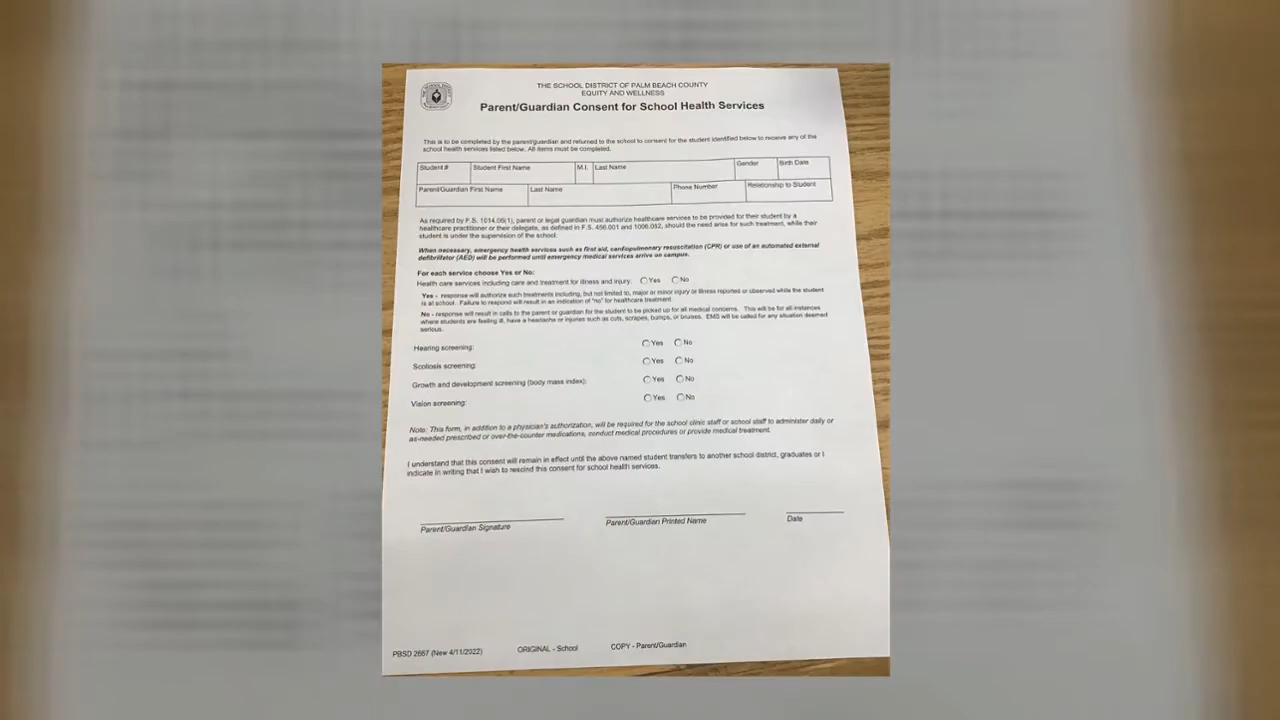 THE SCHOOL DISTRICT OF PALM BEACH COUNTY
EQUITY AND WELLNESS
Parent/Guardian Consent for School Health Services
This is to be completed by the parent/guardian and returned to the school to consent for the student identified below to receive any of the
school health services listed below. All items must be completed.
Student # Student First Name M.I. Last Name Gender Birth Date
Parent/Guardian First Name Last Name Phone Number Relationship to Student
As required by F.S. 1014.06(1), parent or legal guardian must authorize healthcare services to be provided for their student by a
healthcare practitioner or their delegate, as defined in F.S. 456.001 and 1006.062, should the need arise for such treatment, while their
student is under the supervision of the school.
When necessary, emergency health services such as first aid, cardiopulmonary resuscitation (CPR) or use of an automated external
defibrillator (AED) will be performed until emergency medical services arrive on campus.
For each service choose Yes or No:
Health care services including care and treatment for illness and injury: Yes No
Yes - response will authorize such treatments including, but not limited to, major or minor injury or illness reported or observed while the student
is at school. Failure to respond will result in an indication of "no" for healthcare treatment.
No - response will result in calls to the parent or guardian for the student to be picked up for all medical concerns. This will be for all instances
where students are feeling ill, have a headache or injuries such as cuts, scrapes, bumps, or bruises. EMS will be called for any situation deemed
serious.
Hearing screening: Yes No
Scoliosis screening: Yes No
Growth and development screening (body mass index): Yes No
Vision screening: Yes No
Note: This form, in addition to a physician's authorization, will be required for the school clinic staff or school staff to administer daily or
as-needed prescribed or over-the-counter medications, conduct medical procedures or provide medical treatment.
I understand that this consent will remain in effect until the above named student transfers to another school district, graduates or I
indicate in writing that I wish to rescind this consent for school health services.
Parent/Guardian Signature Parent/Guardian Printed Name Date
PBSD 2667 (New 4/11/2022) ORIGINAL - School COPY - Parent/Guardian